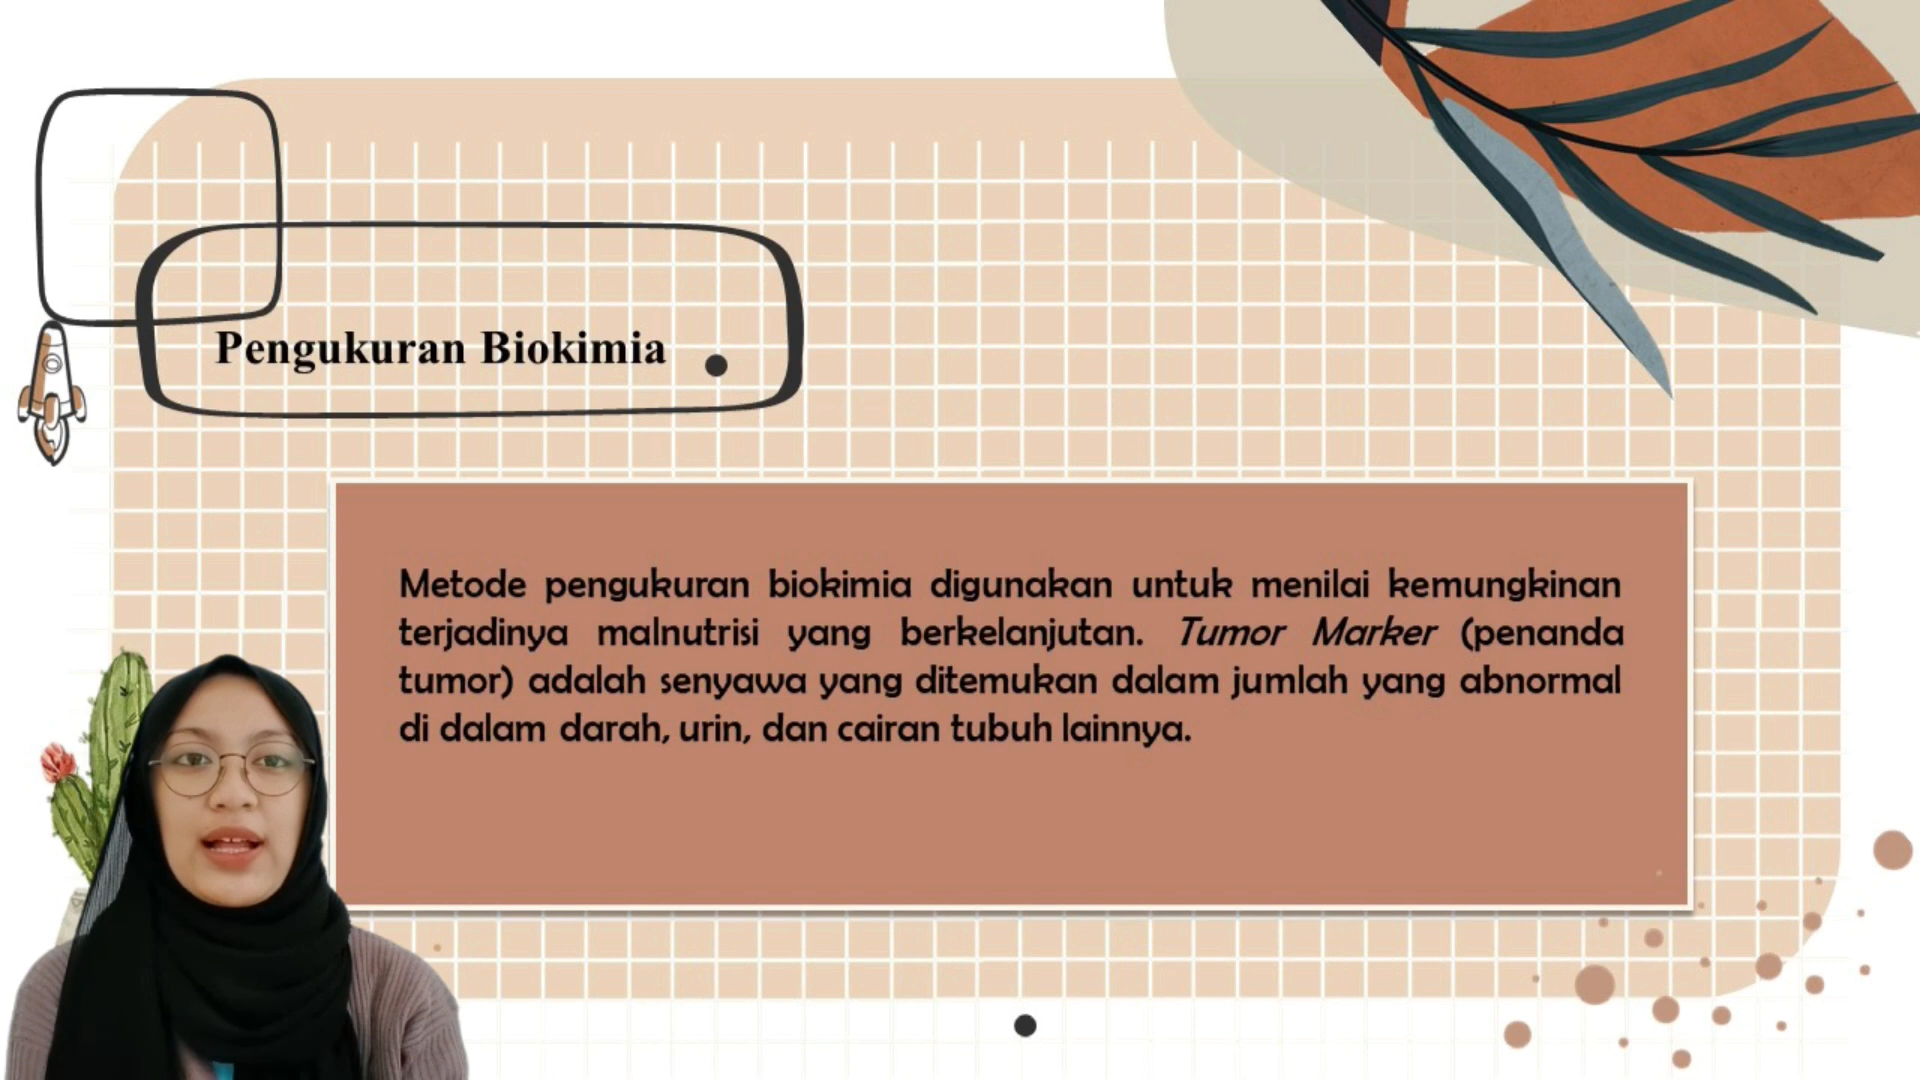 Pengukuran Biokimia
Metode pengukuran biokimia digunakan untuk menilai kemungkinan
terjadinya malnutrisi yang berkelanjutan. Tumor Marker (penanda
tumor) adalah senyawa yang ditemukan dalam jumlah yang abnormal
di dalam darah, urin, dan cairan tubuh lainnya.